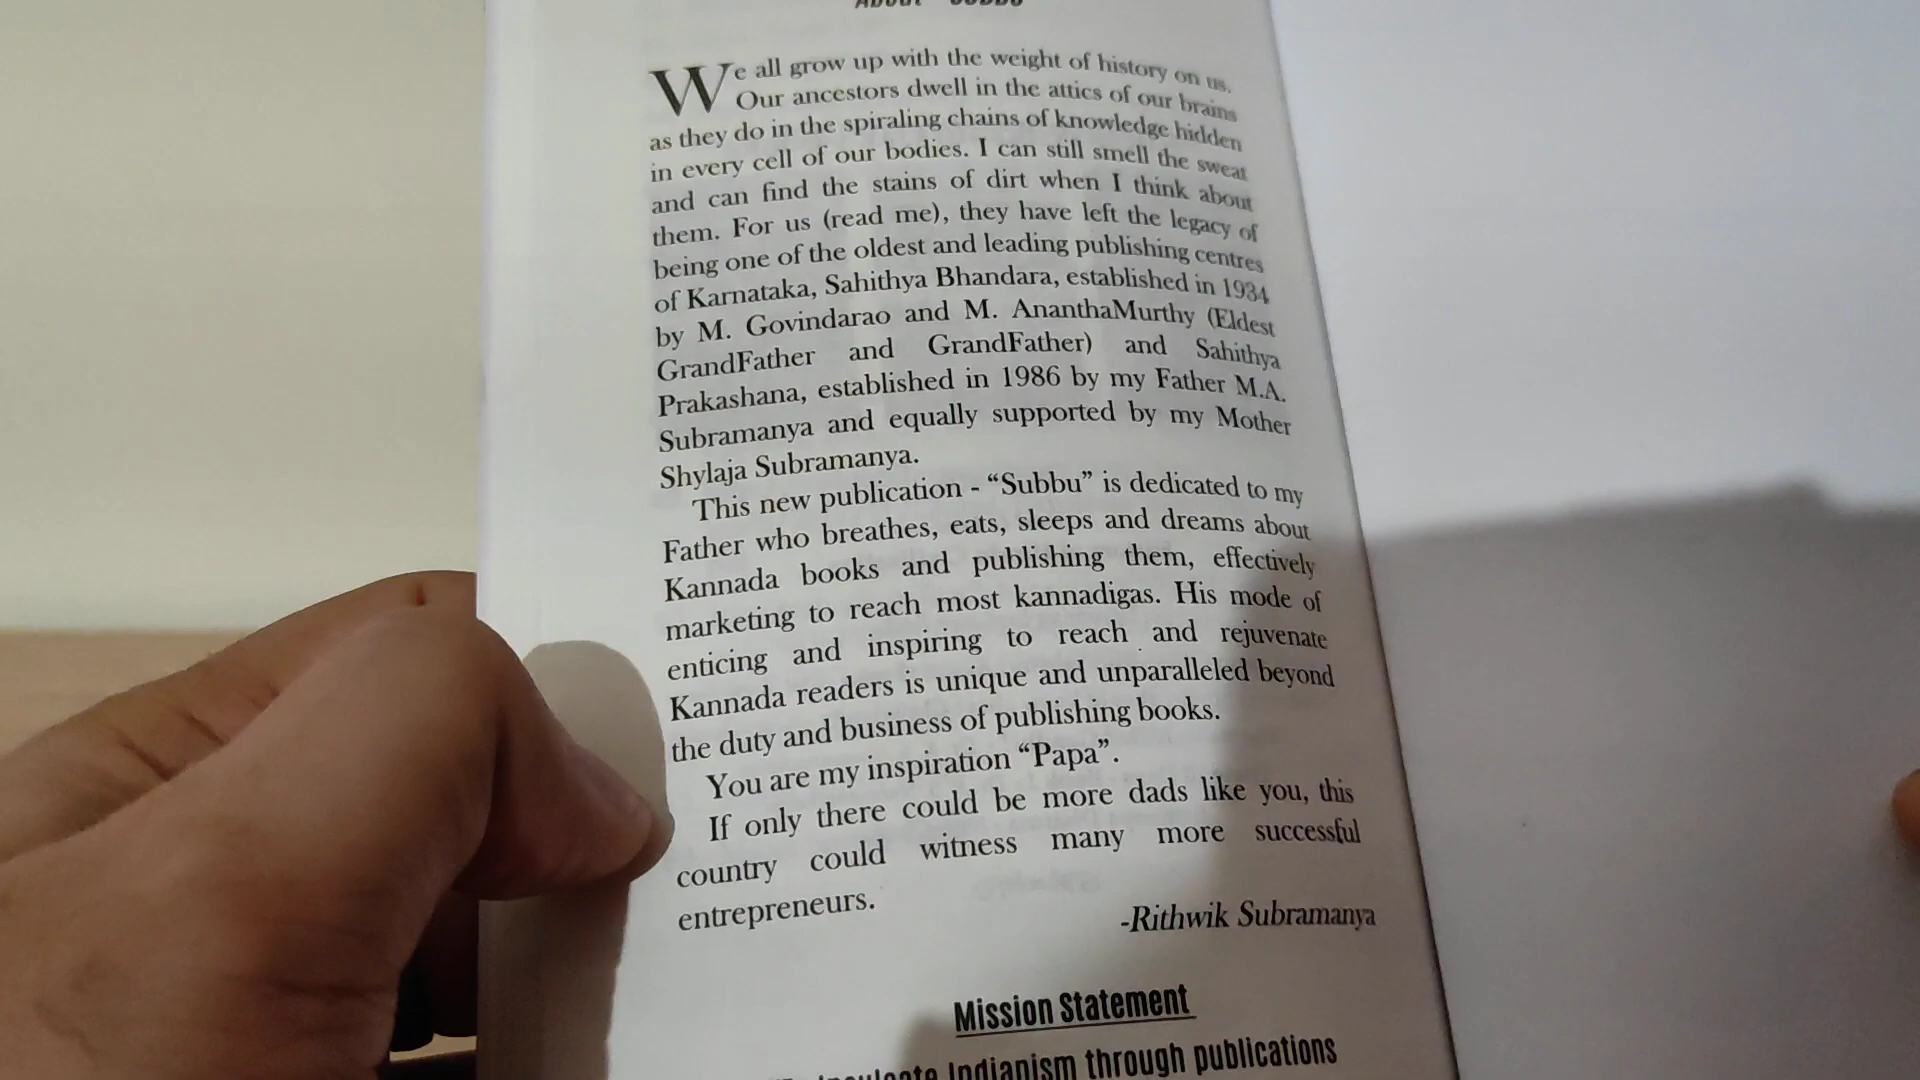 ABOUT "SUBBU"
We all grow up with the weight of history on us.
Our ancestors dwell in the attics of our brains
as they do in the spiraling chains of knowledge hidden
in every cell of our bodies. I can still smell the sweat
and can find the stains of dirt when I think about
them. For us (read me), they have left the legacy of
being one of the oldest and leading publishing centres
of Karnataka, Sahithya Bhandara, established in 1934
by M. Govindarao and M. AnanthaMurthy (Eldest
GrandFather and GrandFather) and Sahithya
Prakashana, established in 1986 by my Father M.A.
Subramanya and equally supported by my Mother
Shylaja Subramanya.
This new publication - “Subbu” is dedicated to my
Father who breathes, eats, sleeps and dreams about
Kannada books and publishing them, effectively
marketing to reach most kannadigas. His mode of
enticing and inspiring to reach and rejuvenate
Kannada readers is unique and unparalleled beyond
the duty and business of publishing books.
You are my inspiration “Papa”.
If only there could be more dads like you, this
country could witness many more successful
entrepreneurs.
-Rithwik Subramanya
Mission Statement
Indianism through publications